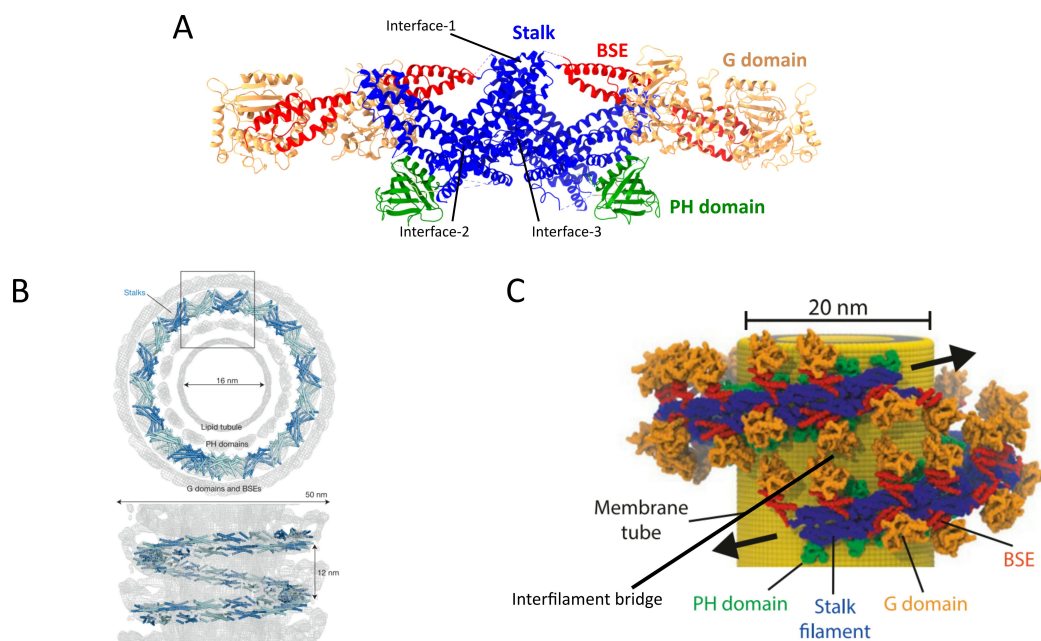 A
Interface-1
Stalk
BSE
G domain
PH domain
Interface-2
Interface-3
B
Stalks
16 nm
Lipid tubule
PH domains
G domains and BSEs
50 nm
12 nm
C
20 nm
Membrane
tube
Interfilament bridge
PH domain
Stalk
filament
G domain
BSE